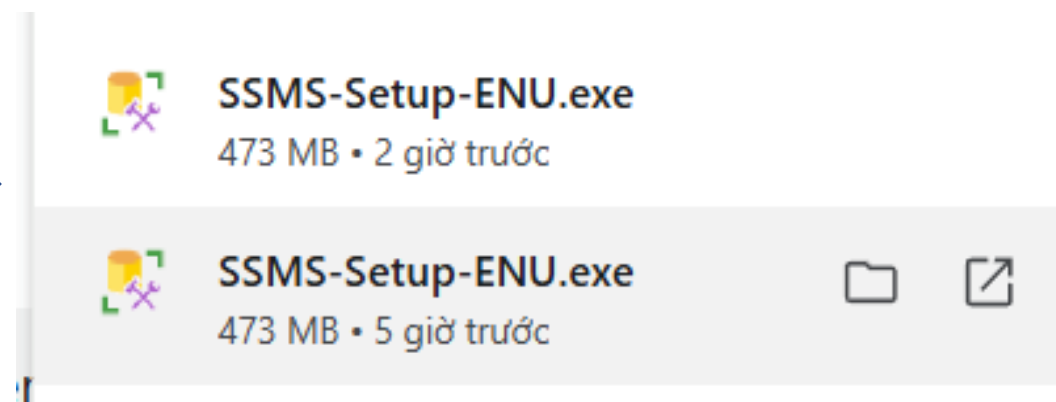 SSMS-Setup-ENU.exe
473 MB • 2 giờ trước
SSMS-Setup-ENU.exe
473 MB • 5 giờ trước